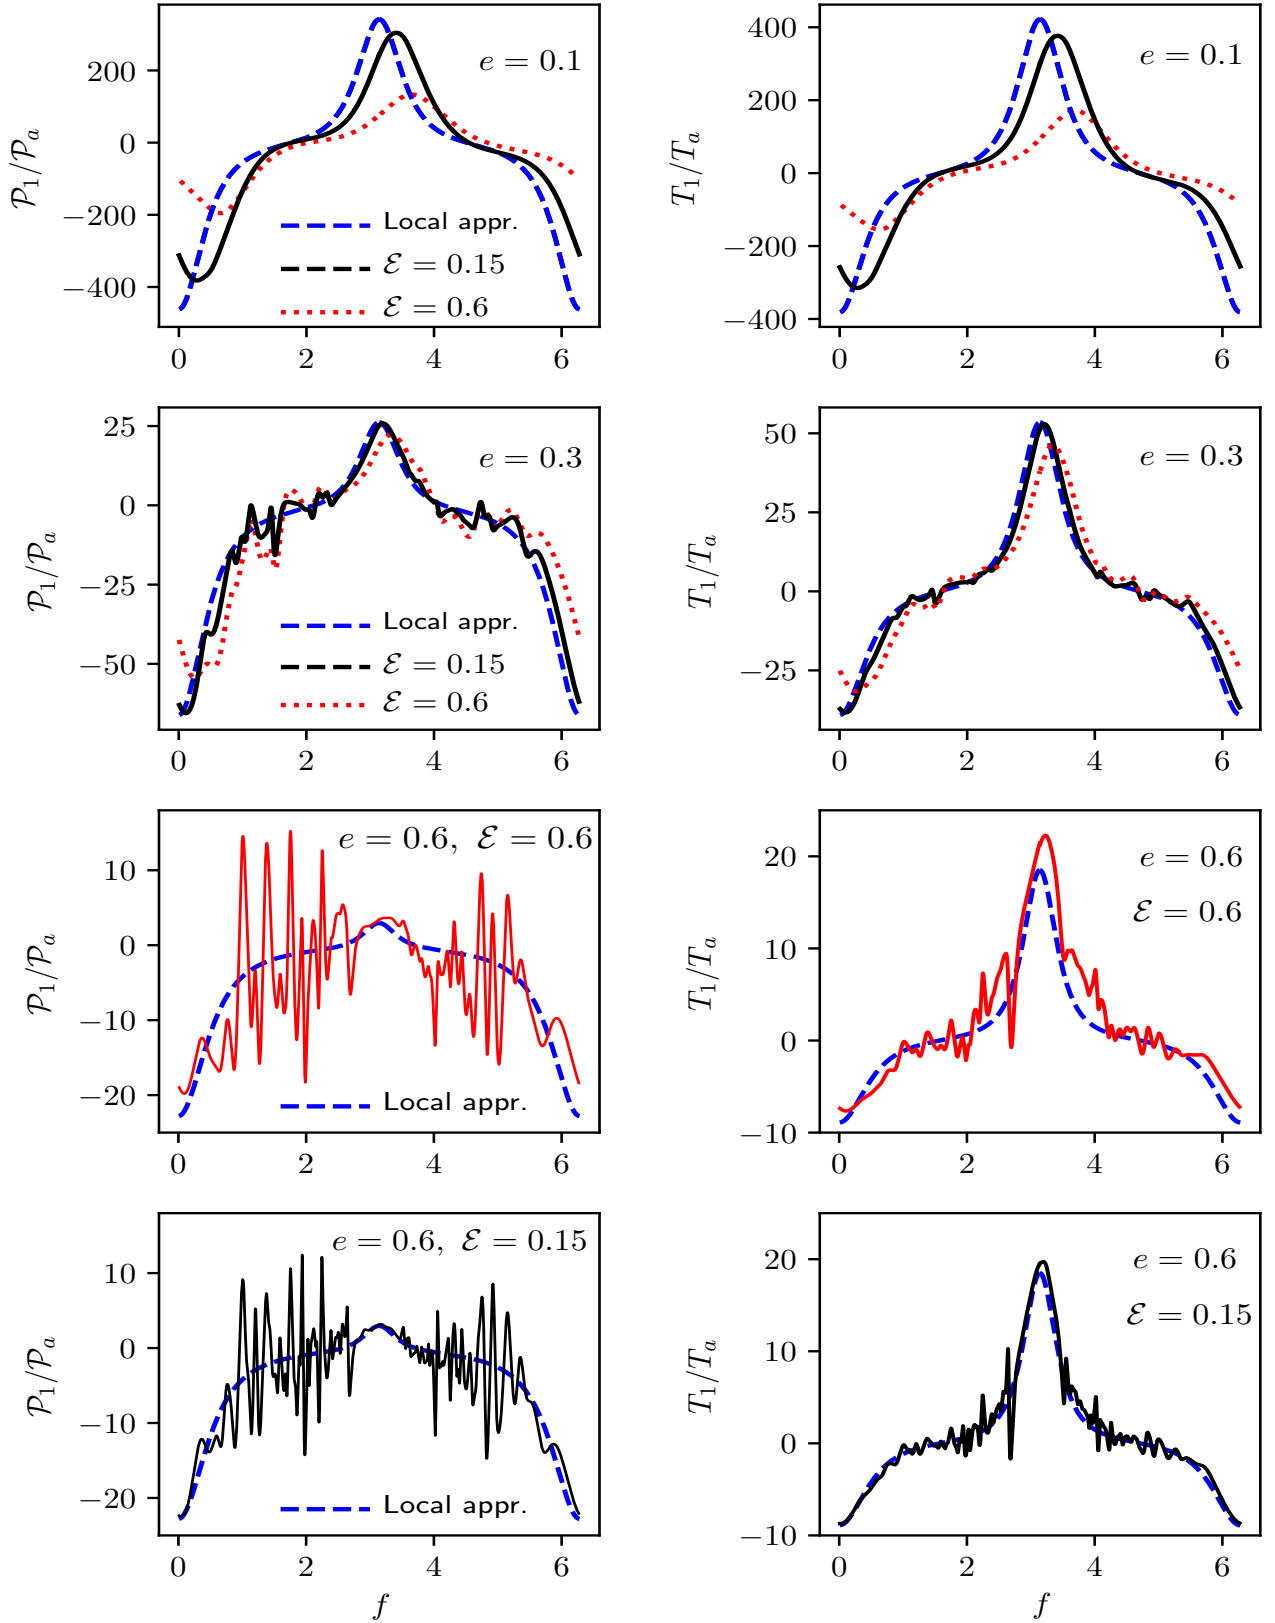 𝒫₁/𝒫ₐ
200
0
−200
−400
e = 0.1
Local appr.
ℰ = 0.15
ℰ = 0.6
0 2 4 6
T₁/Tₐ
400
200
0
−200
−400
e = 0.1
0 2 4 6
𝒫₁/𝒫ₐ
25
0
−25
−50
e = 0.3
Local appr.
ℰ = 0.15
ℰ = 0.6
0 2 4 6
T₁/Tₐ
50
25
0
−25
e = 0.3
0 2 4 6
𝒫₁/𝒫ₐ
10
0
−10
−20
e = 0.6, ℰ = 0.6
Local appr.
0 2 4 6
T₁/Tₐ
20
10
0
−10
e = 0.6
ℰ = 0.6
0 2 4 6
𝒫₁/𝒫ₐ
10
0
−10
−20
e = 0.6, ℰ = 0.15
Local appr.
0 2 4 6
f
T₁/Tₐ
20
10
0
−10
e = 0.6
ℰ = 0.15
0 2 4 6
f